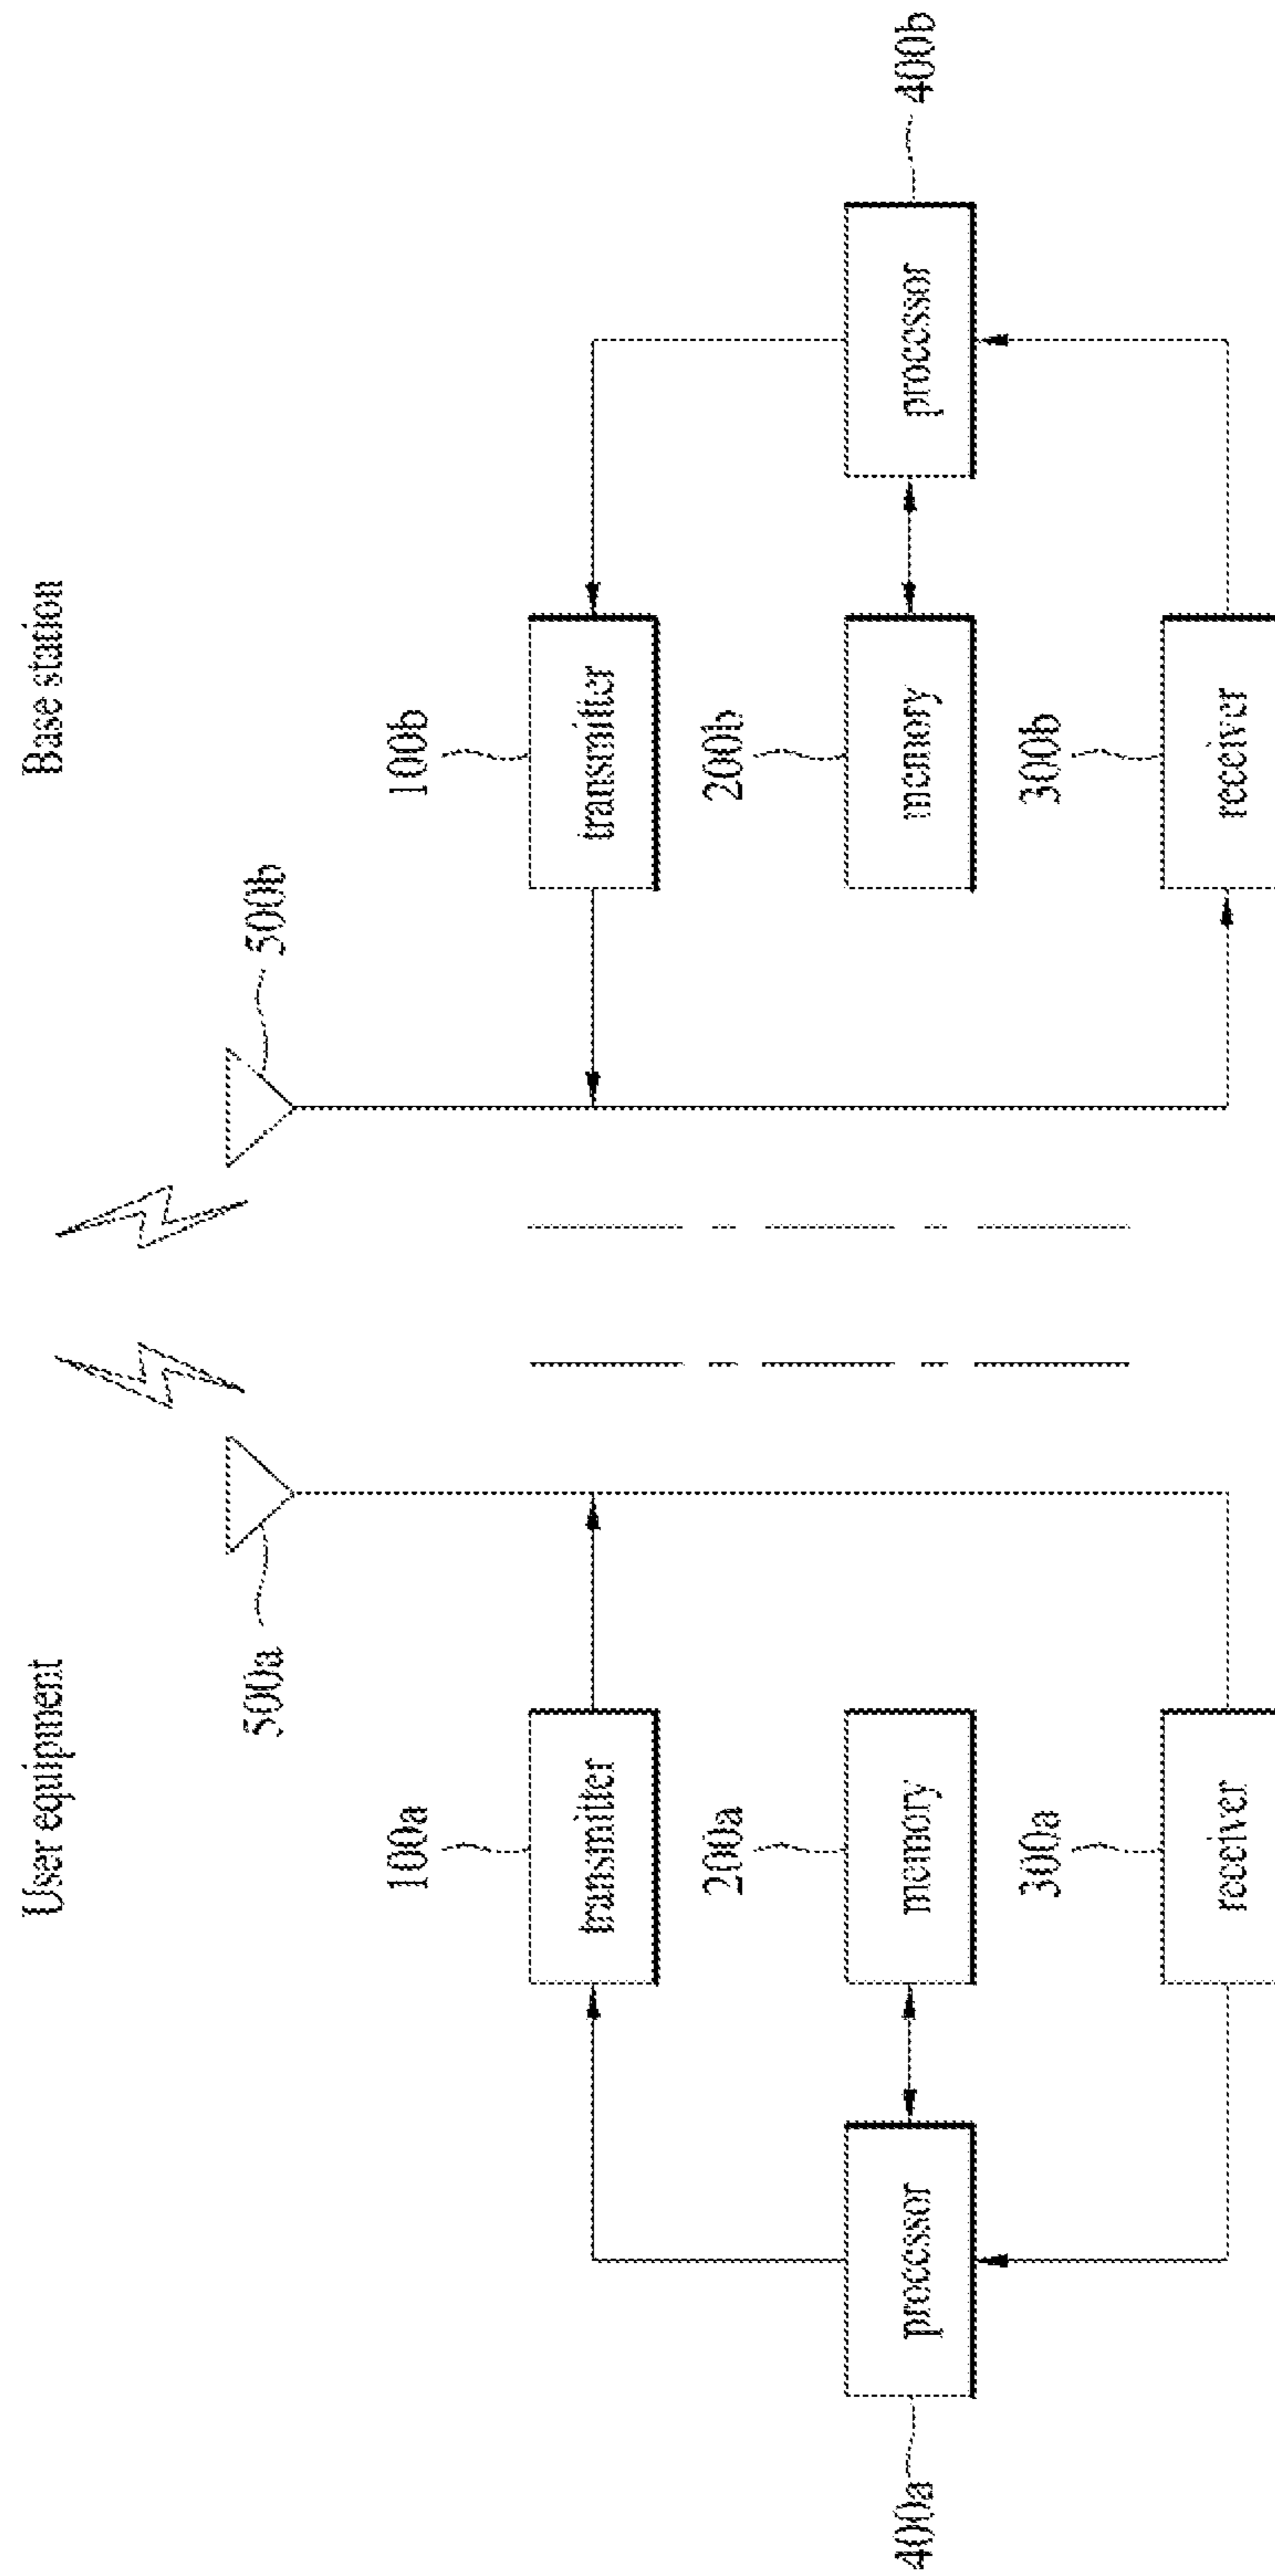 User equipment
Base station
500a
500b
100a
100b
transmitter
transmitter
200a
200b
400a
processor
memory
memory
processor
400b
300a
300b
receiver
receiver